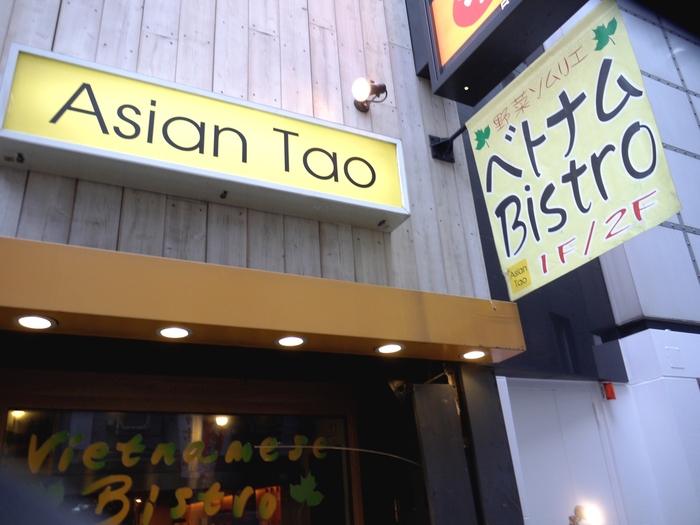 Asian Tao
野菜ソムリエ
ベトナム
Bistro
1F/2F
Asian
Tao
Vietnamese
Bistro